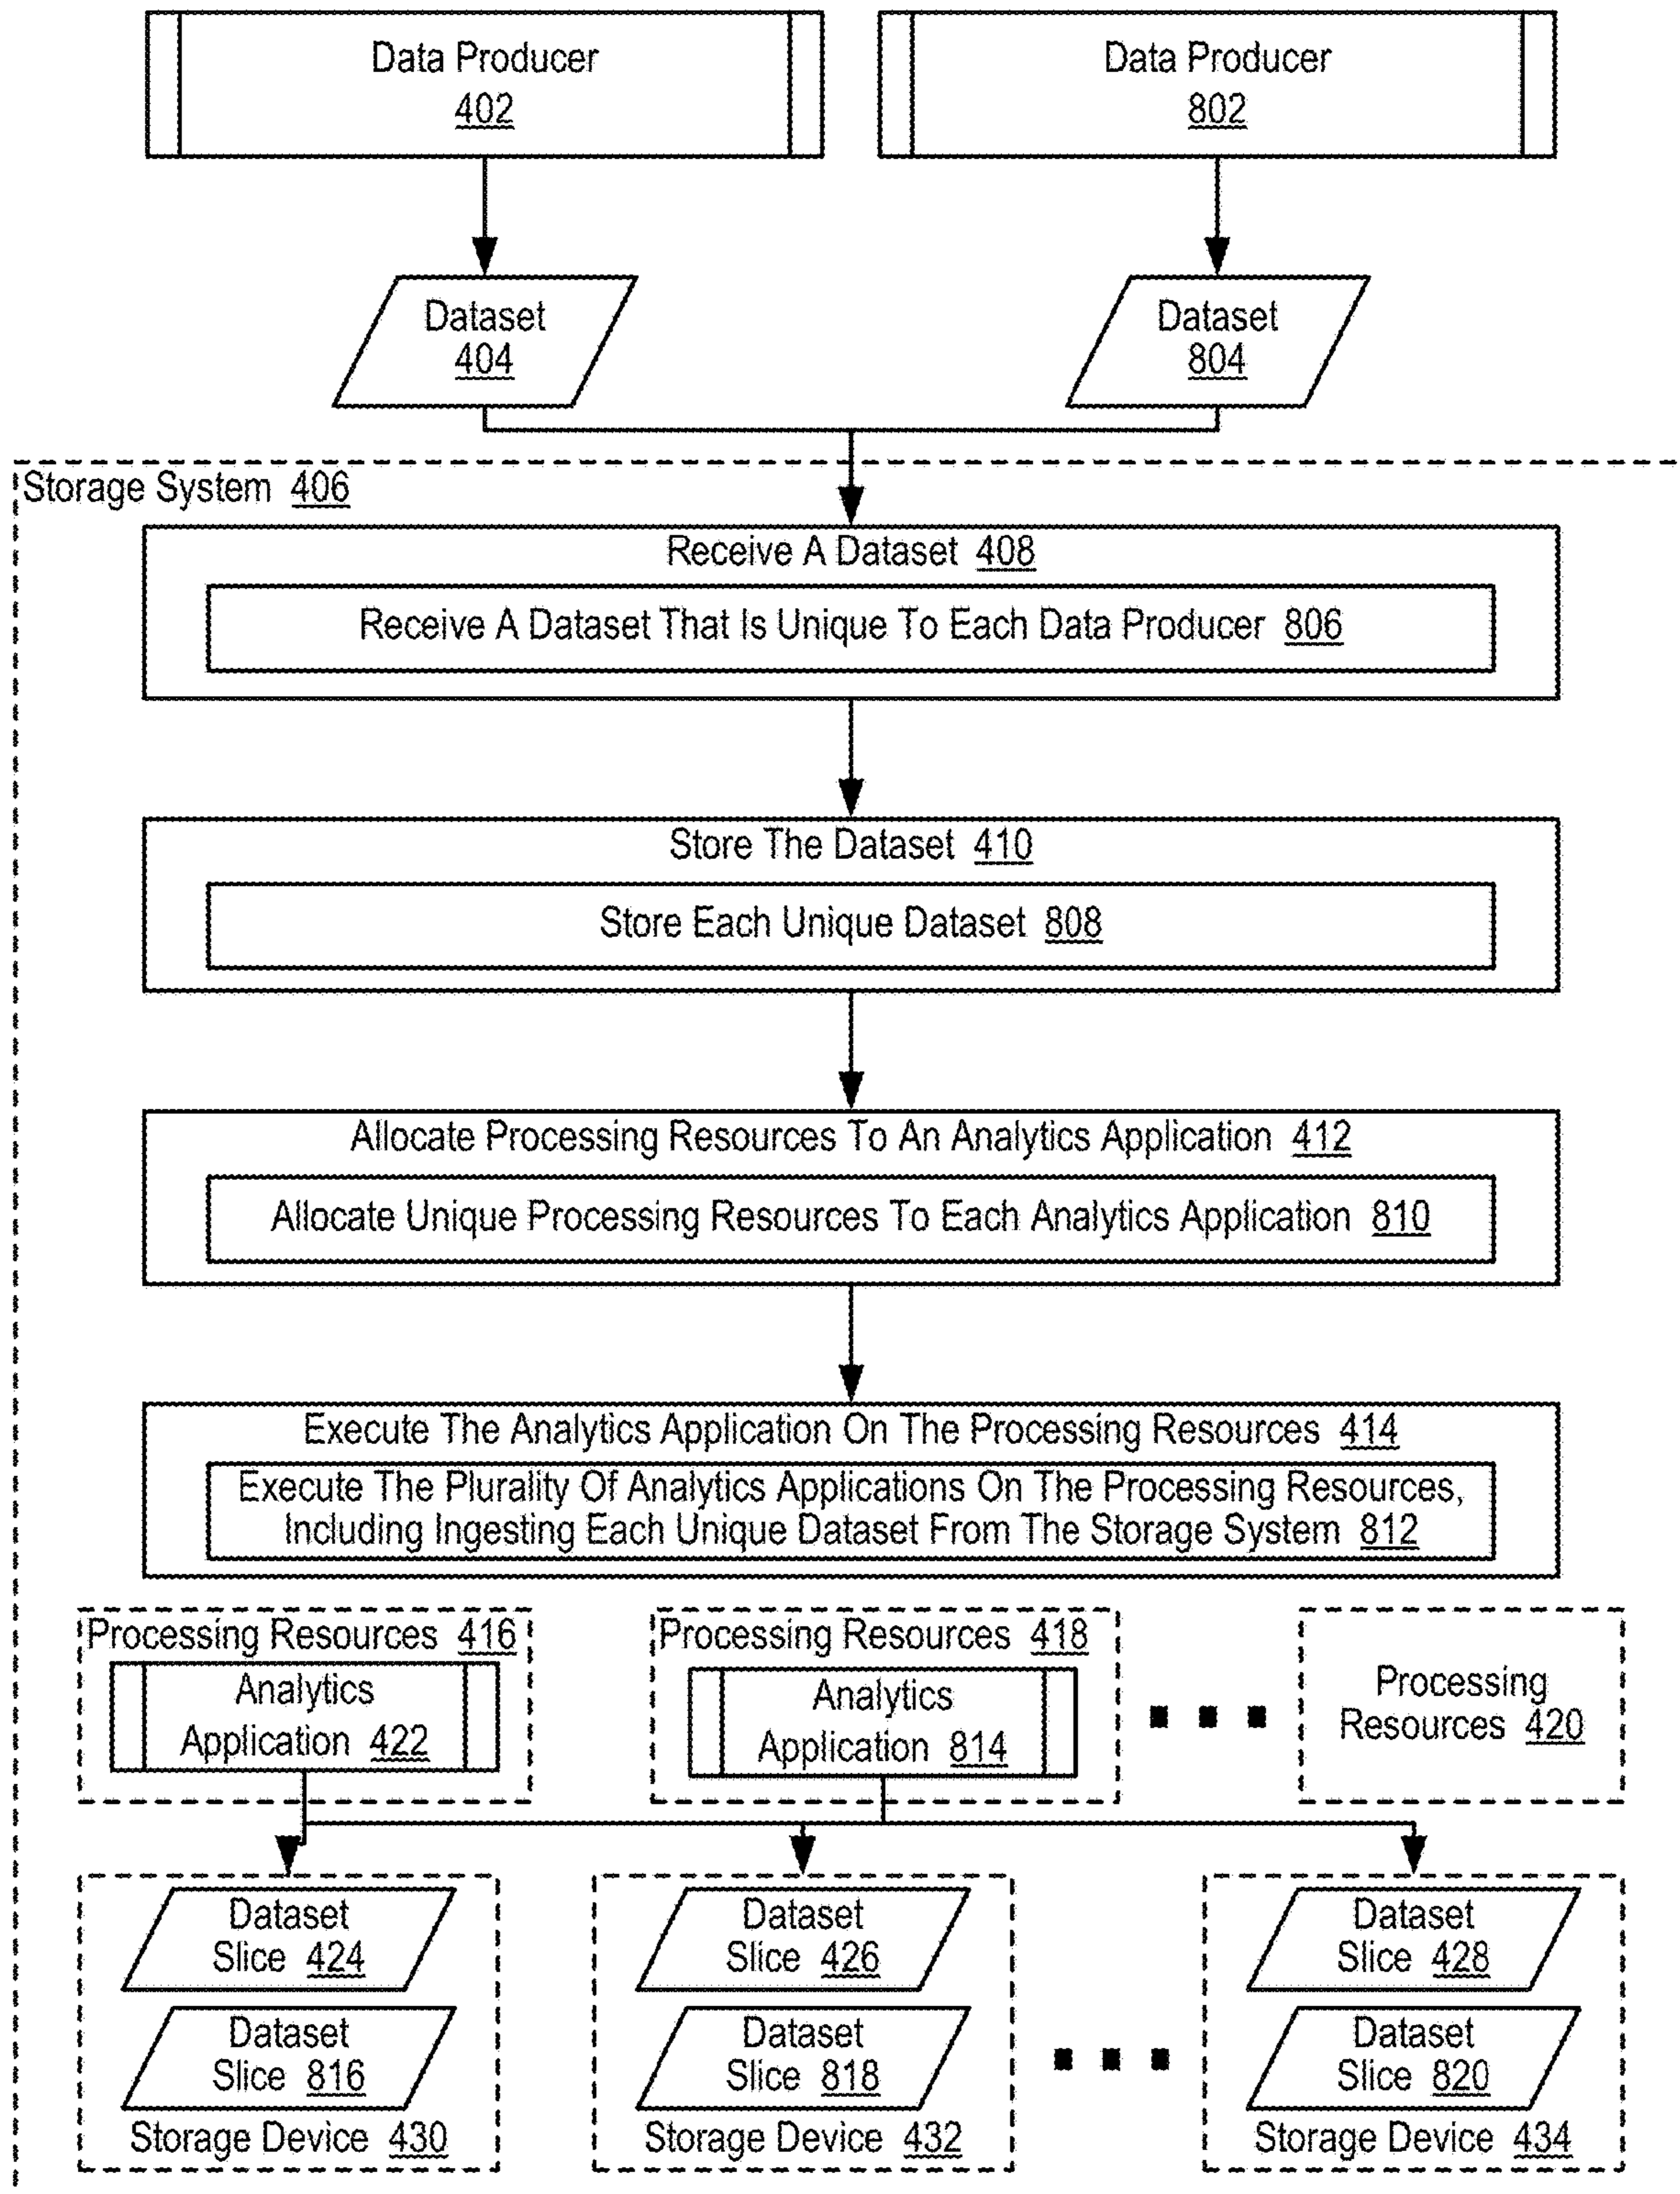 Data Producer
402
Data Producer
802
Dataset
404
Dataset
804
Storage System 406
Receive A Dataset 408
Receive A Dataset That Is Unique To Each Data Producer 806
Store The Dataset 410
Store Each Unique Dataset 808
Allocate Processing Resources To An Analytics Application 412
Allocate Unique Processing Resources To Each Analytics Application 810
Execute The Analytics Application On The Processing Resources 414
Execute The Plurality Of Analytics Applications On The Processing Resources,
Including Ingesting Each Unique Dataset From The Storage System 812
Processing Resources 416
Analytics
Application 422
Processing Resources 418
Analytics
Application 814
Processing
Resources 420
Dataset
Slice 424
Dataset
Slice 816
Storage Device 430
Dataset
Slice 426
Dataset
Slice 818
Storage Device 432
Dataset
Slice 428
Dataset
Slice 820
Storage Device 434